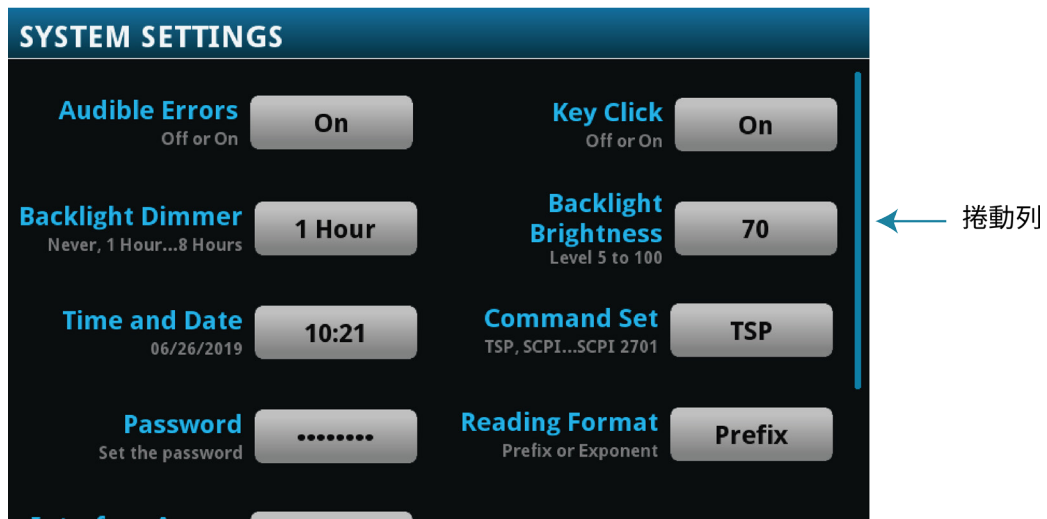 SYSTEM SETTINGS
Audible Errors
Off or On
On
Key Click
Off or On
On
Backlight Dimmer
Never, 1 Hour...8 Hours
1 Hour
Backlight
Brightness
Level 5 to 100
70
捲動列
Time and Date
06/26/2019
10:21
Command Set
TSP, SCPI...SCPI 2701
TSP
Password
Set the password
••••••••
Reading Format
Prefix or Exponent
Prefix